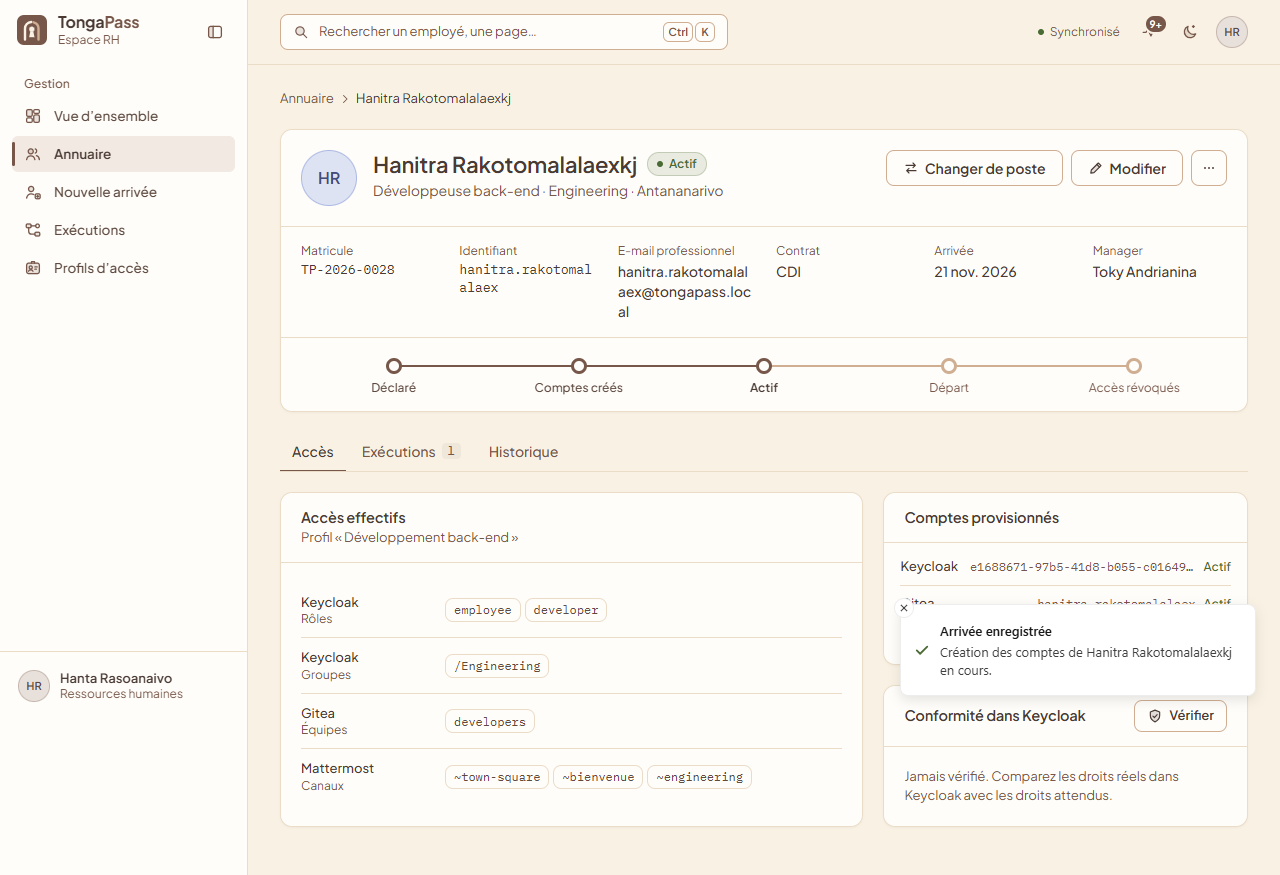 TongaPass
Espace RH
Rechercher un employé, une page…
Ctrl K
Synchronisé
9+
HR
Gestion
Vue d’ensemble
Annuaire
Nouvelle arrivée
Exécutions
Profils d’accès
HR
Hanta Rasoanaivo
Ressources humaines
Annuaire
Hanitra Rakotomalalaexkj
HR
Hanitra Rakotomalalaexkj
Actif
Développeuse back-end · Engineering · Antananarivo
Changer de poste
Modifier
Matricule
TP-2026-0028
Identifiant
hanitra.rakotomal
alaex
E-mail professionnel
hanitra.rakotomalal
aex@tongapass.loc
al
Contrat
CDI
Arrivée
21 nov. 2026
Manager
Toky Andrianina
Déclaré
Comptes créés
Actif
Départ
Accès révoqués
Accès
Exécutions 1
Historique
Accès effectifs
Profil « Développement back-end »
Keycloak
Rôles
employee
developer
Keycloak
Groupes
/Engineering
Gitea
Équipes
developers
Mattermost
Canaux
~town-square
~bienvenue
~engineering
Comptes provisionnés
Keycloak
e1688671-97b5-41d8-b055-c01649…
Actif
Gitea
hanitra.rakotomalalaex
Actif
Arrivée enregistrée
Création des comptes de Hanitra Rakotomalalaexkj
en cours.
Conformité dans Keycloak
Vérifier
Jamais vérifié. Comparez les droits réels dans
Keycloak avec les droits attendus.